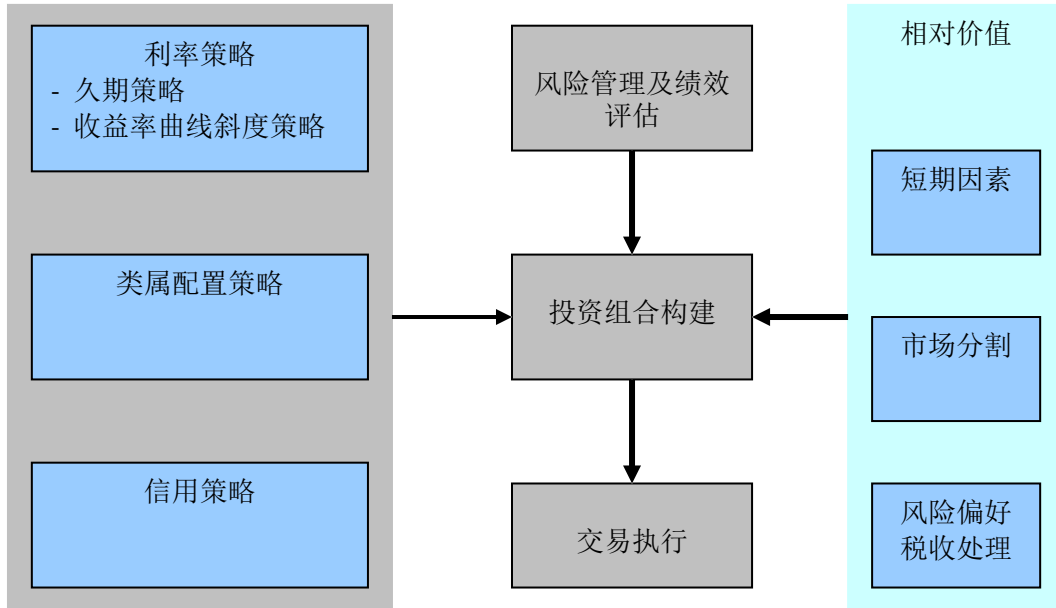 利率策略
- 久期策略
- 收益率曲线斜度策略
类属配置策略
信用策略
风险管理及绩效
评估
投资组合构建
交易执行
相对价值
短期因素
市场分割
风险偏好
税收处理